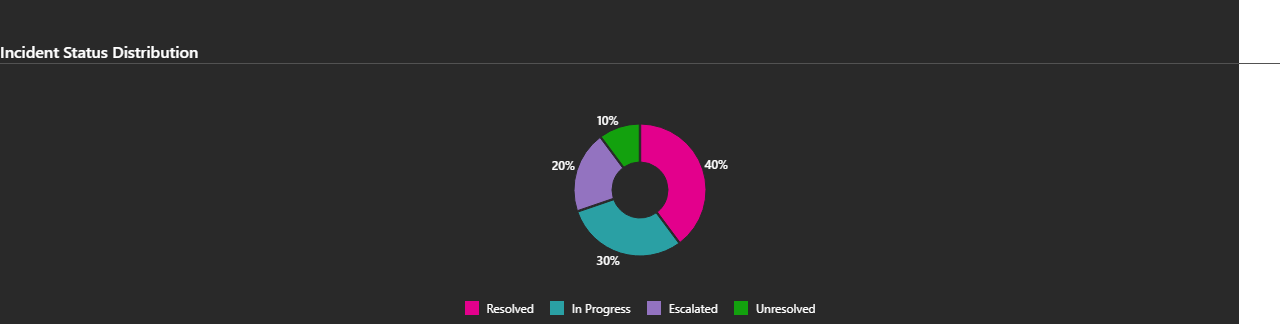 Incident Status Distribution
10%
40%
20%
30%
Resolved In Progress Escalated Unresolved